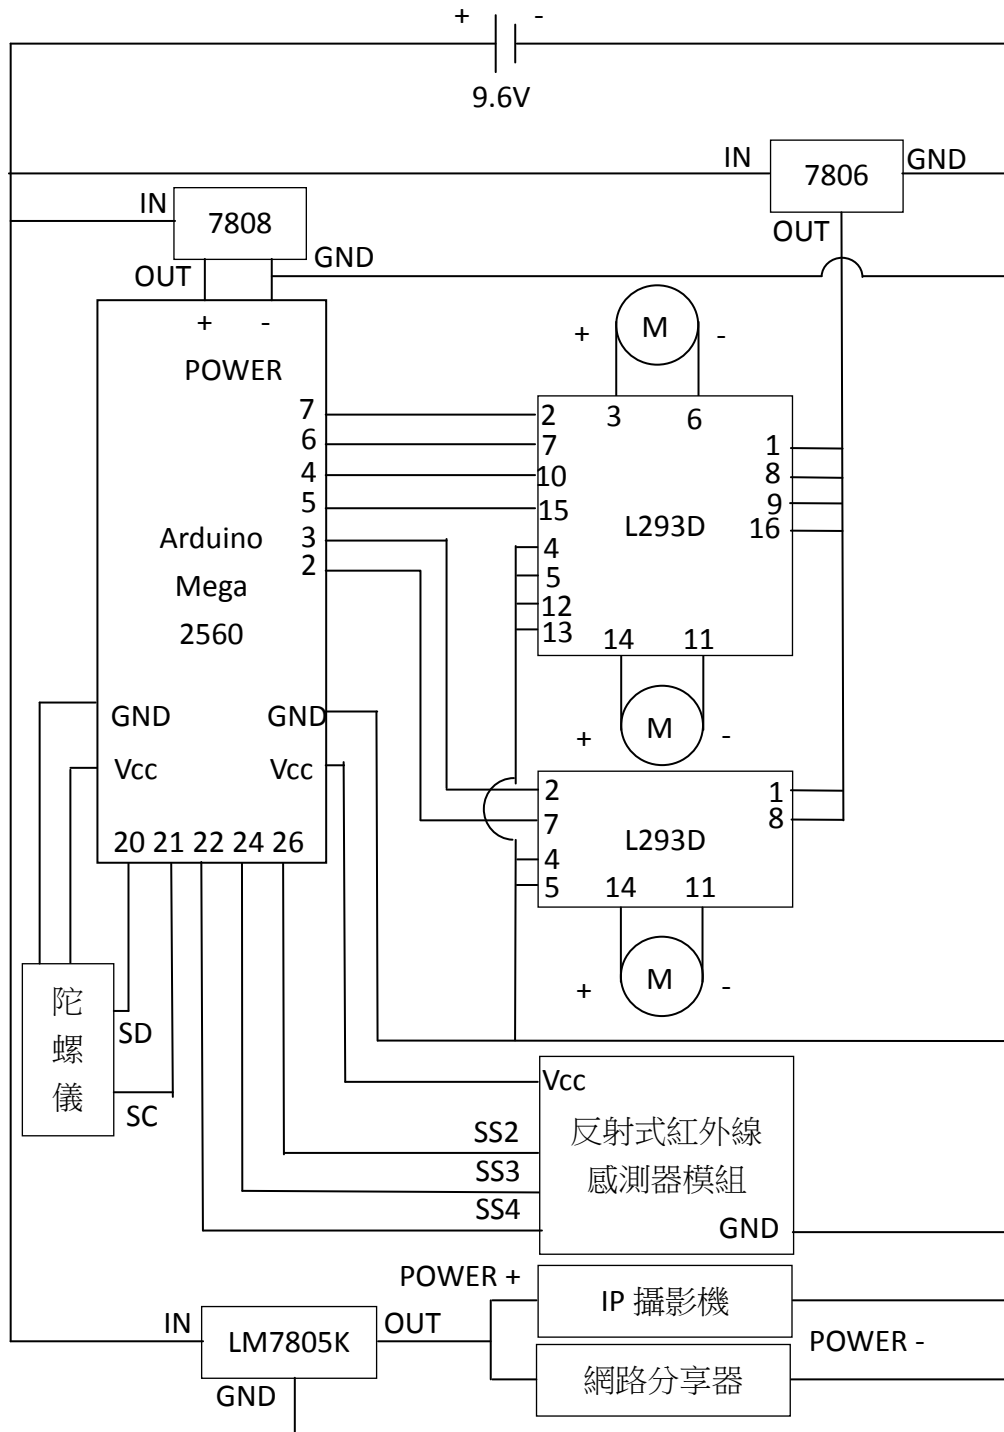 + -
9.6V
IN 7806 GND
OUT
IN 7808
OUT GND
+ -
POWER
+ M -
7
6
4
5
3
2
Arduino
Mega
2560
GND GND
Vcc Vcc
20 21 22 24 26
3 6
2
7
10
15
4
5
12
13
1
8
9
16
L293D
14 11
+ M -
2
7
4
5
1
8
L293D
14 11
+ M -
陀
螺
儀
SD
SC
Vcc
反射式紅外線
感測器模組
GND
SS2
SS3
SS4
POWER +
IP 攝影機
IN LM7805K OUT
POWER -
網路分享器
GND